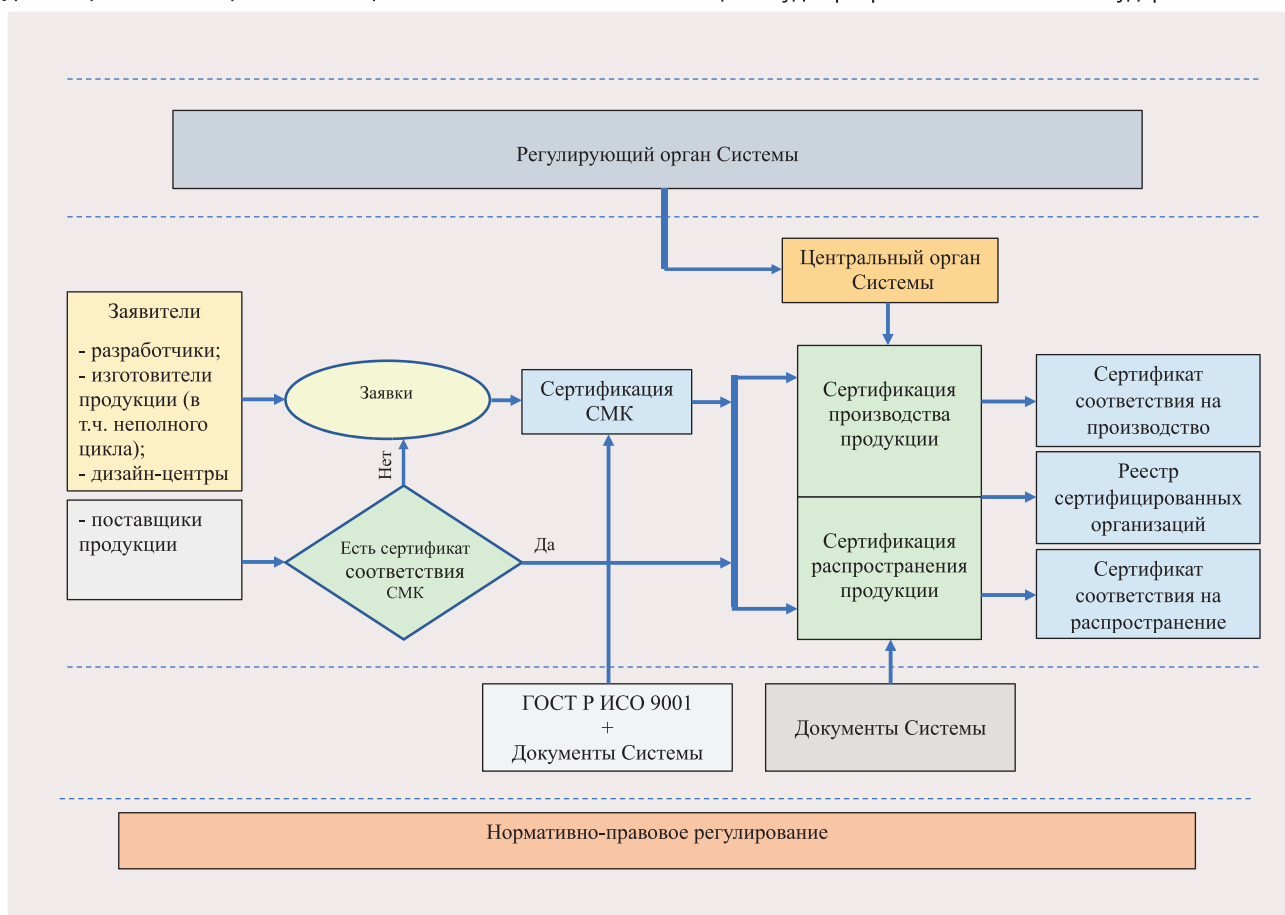 Регулирующий орган Системы
Центральный орган
Системы
Заявители
- разработчики;
- изготовители
продукции (в
т.ч. неполного
цикла);
- дизайн-центры
- поставщики
продукции
Заявки
Нет
Есть сертификат
соответствия
СМК
Да
Сертификация
СМК
Сертификация
производства
продукции
Сертификация
распространения
продукции
Сертификат
соответствия на
производство
Реестр
сертифицированных
организаций
Сертификат
соответствия на
распространение
ГОСТ Р ИСО 9001
+
Документы Системы
Документы Системы
Нормативно-правовое регулирование